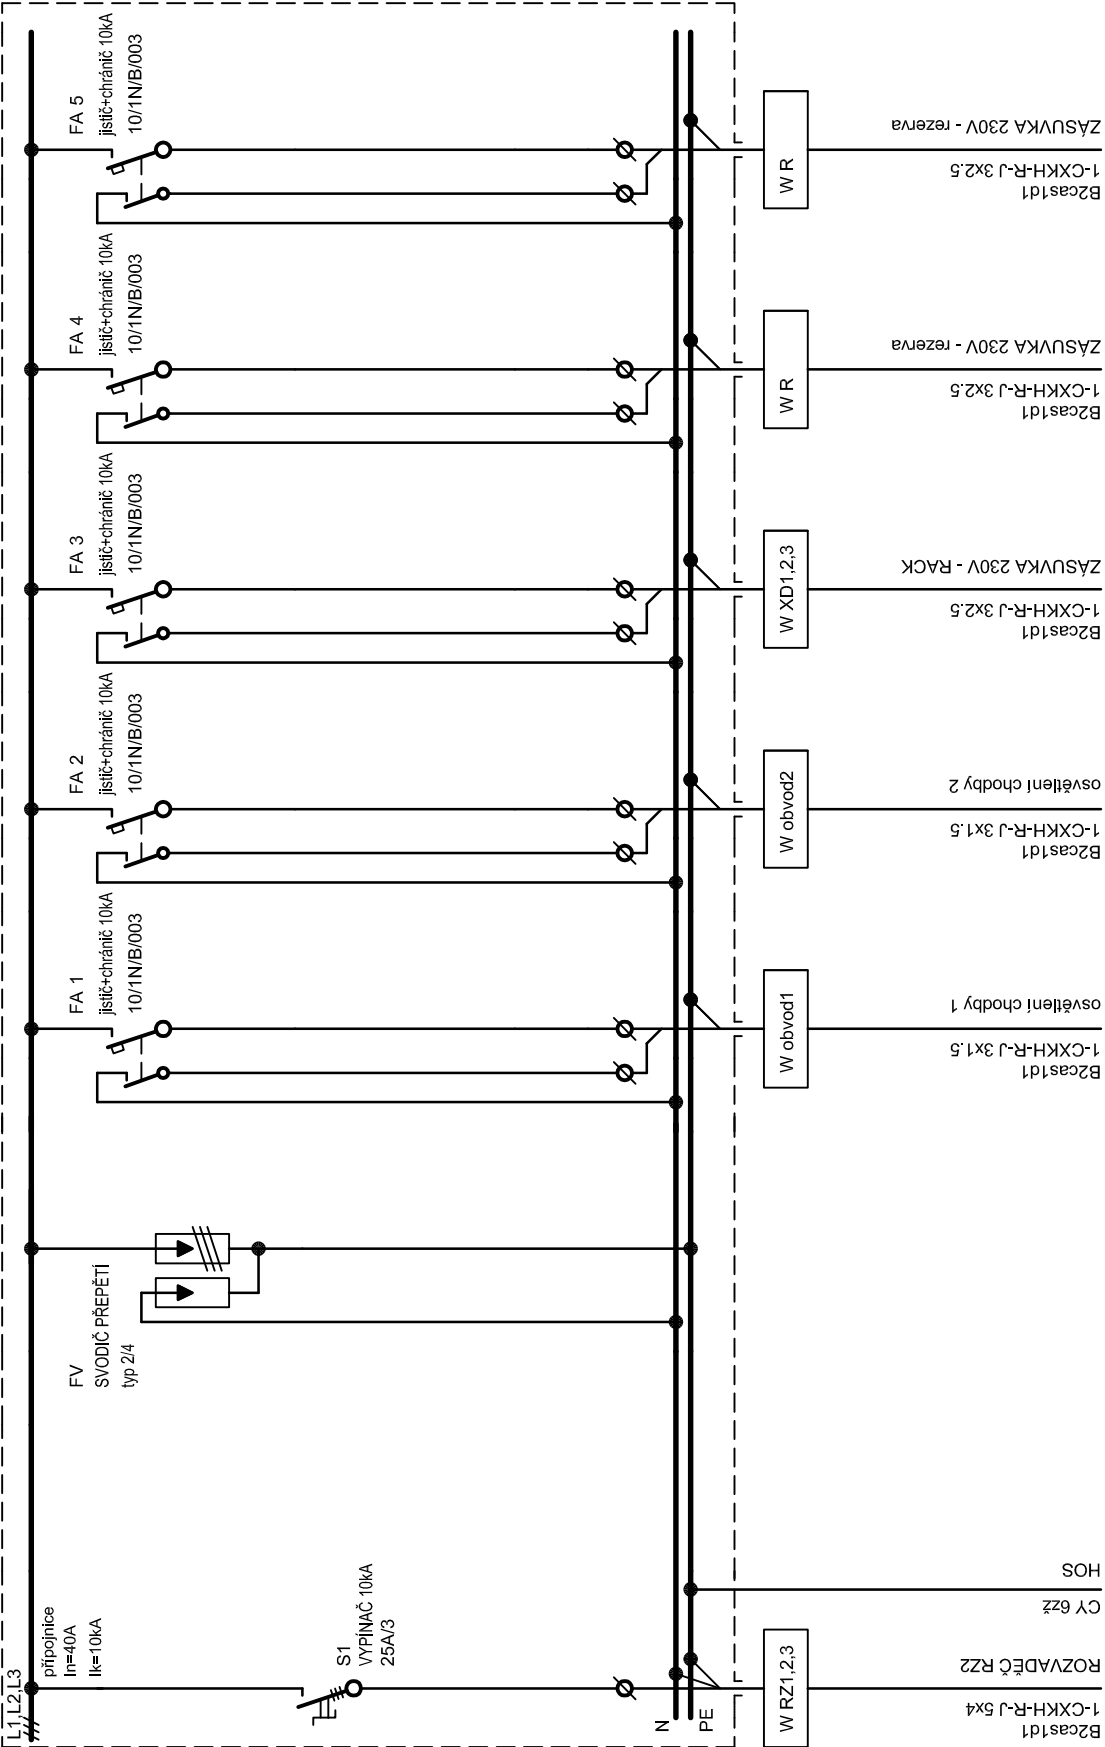 L1,L2,L3
přípojnice
In=40A
Ik=10kA
S1
VYPÍNAČ 10kA
25A/3
N
PE
W RZ1,2,3
B2cas1d1
1-CXKH-R-J 5x4
ROZVADĚČ RZ2
CY 6zž
HOS
FV
SVODIČ PŘEPĚTÍ
typ 2/4
FA 1
jistič+chránič 10kA
10/1N/B/003
W obvod1
B2cas1d1
1-CXKH-R-J 3x1.5
osvětlení chodby 1
FA 2
jistič+chránič 10kA
10/1N/B/003
W obvod2
B2cas1d1
1-CXKH-R-J 3x1.5
osvětlení chodby 2
FA 3
jistič+chránič 10kA
10/1N/B/003
W XD1,2,3
B2cas1d1
1-CXKH-R-J 3x2.5
ZÁSUVKA 230V - RACK
FA 4
jistič+chránič 10kA
10/1N/B/003
W R
B2cas1d1
1-CXKH-R-J 3x2.5
ZÁSUVKA 230V - rezerva
FA 5
jistič+chránič 10kA
10/1N/B/003
W R
B2cas1d1
1-CXKH-R-J 3x2.5
ZÁSUVKA 230V - rezerva